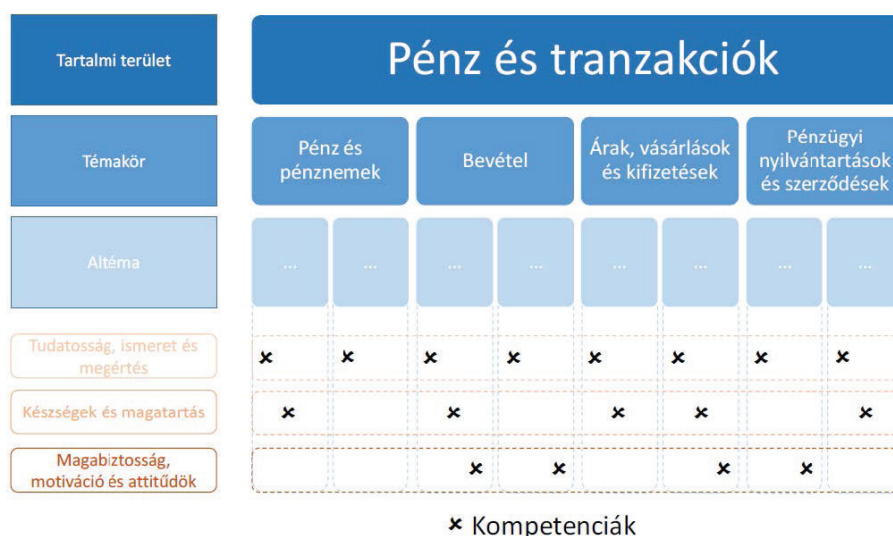 Tartalmi terület
Pénz és tranzakciók
Témakör
Pénz és
pénznemek
Bevétel
Árak, vásárlások
és kifizetések
Pénzügyi
nyilvántartások
és szerződések
Altéma
... ... ... ... ... ... ... ...
Tudatosság, ismeret és
megértés
Készségek és magatartás
Magabiztosság,
motiváció és attitűdök
Kompetenciák